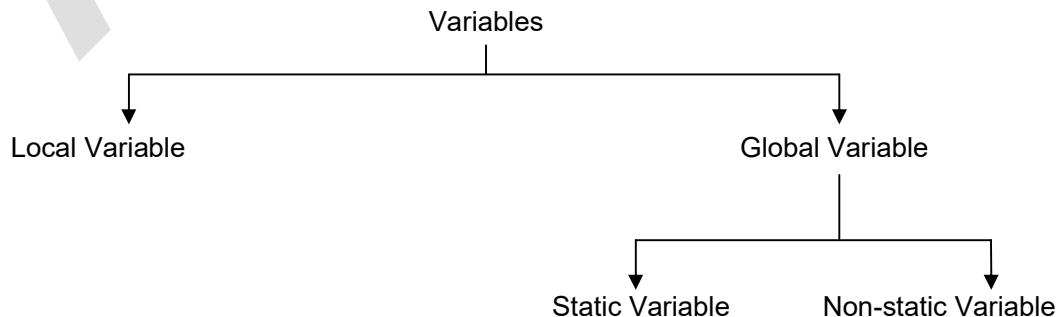 Variables
Local Variable
Global Variable
Static Variable
Non-static Variable